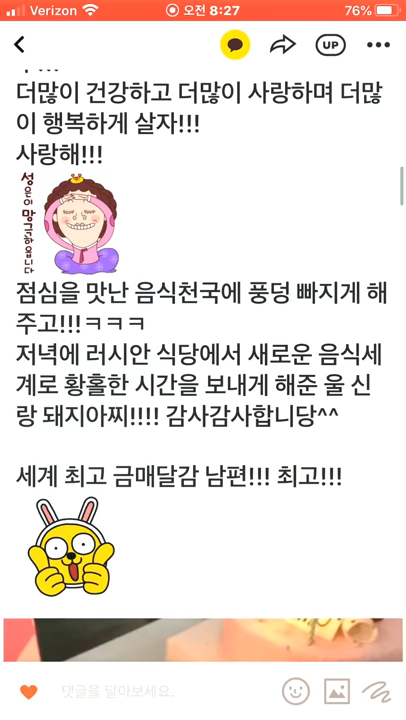 Verizon 오전 8:27 76%
UP
더많이 건강하고 더많이 사랑하며 더많
이 행복하게 살자!!!
사랑해!!!
성은이
망극하옵니다
점심을 맛난 음식천국에 풍덩 빠지게 해
주고!!!ㅋㅋㅋ
저녁에 러시안 식당에서 새로운 음식세
계로 황홀한 시간을 보내게 해준 울 신
랑 돼지아찌!!!! 감사감사합니당^^
세계 최고 금매달감 남편!!! 최고!!!
댓글을 달아보세요.